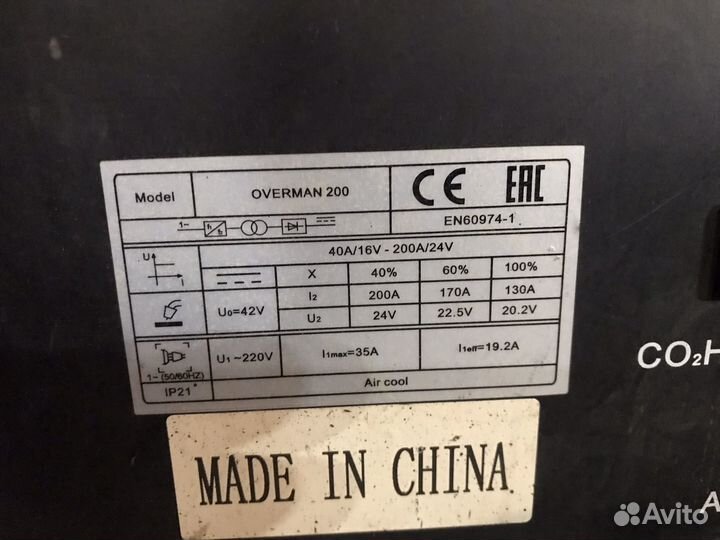 Model OVERMAN 200 CE EAC
1~ f1 f2 EN60974-1
40A/16V - 200A/24V
U I X 40% 60% 100%
U₀=42V I₂ 200A 170A 130A
U₂ 24V 22.5V 20.2V
1~ (50/60HZ) U₁ ~220V I₁max=35A I₁eff=19.2A
IP21 Air cool
MADE IN CHINA
CO₂H
A
Avito